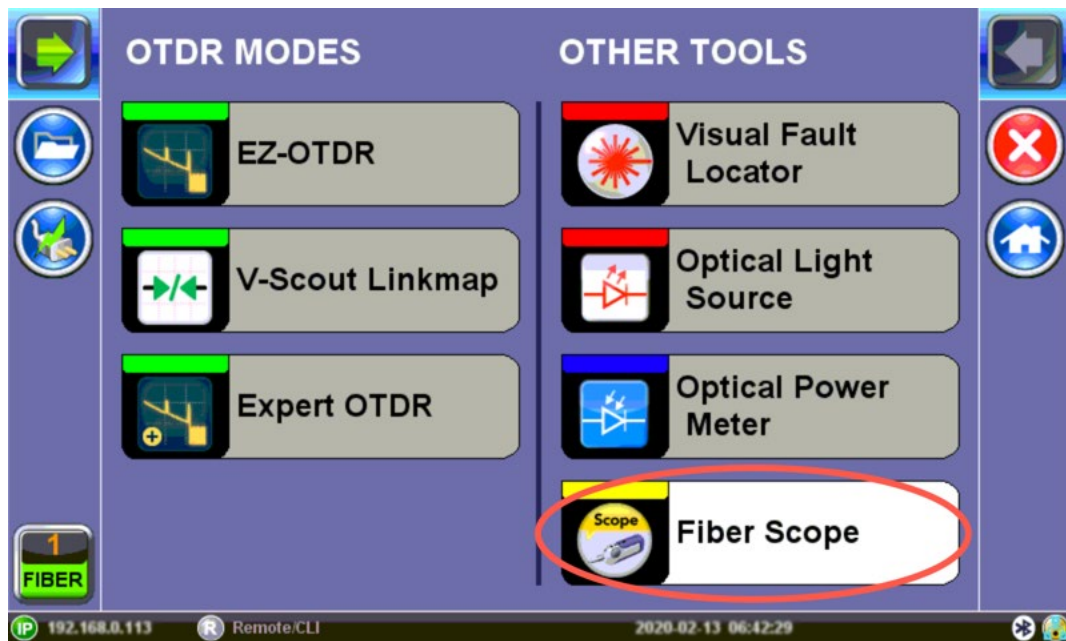 OTDR MODES
EZ-OTDR
V-Scout Linkmap
Expert OTDR
OTHER TOOLS
Visual Fault
Locator
Optical Light
Source
Optical Power
Meter
Scope
Fiber Scope
1
FIBER
IP 192.168.0.113
R Remote/CLI
2020-02-13 06:42:29